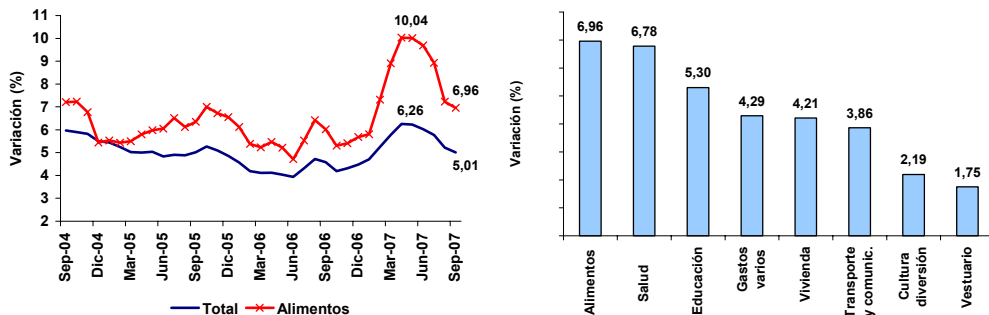 Variación (%)
11
10
9
8
7
6
5
4
3
2
10,04
6,96
6,26
5,01
Sep-04
Dic-04
Mar-05
Jun-05
Sep-05
Dic-05
Mar-06
Jun-06
Sep-06
Dic-06
Mar-07
Jun-07
Sep-07
Total
Alimentos
Variación (%)
6,96
6,78
5,30
4,29
4,21
3,86
2,19
1,75
Alimentos
Salud
Educación
Gastos
varios
Vivienda
Transporte
y comunic.
Cultura
diversión
Vestuario